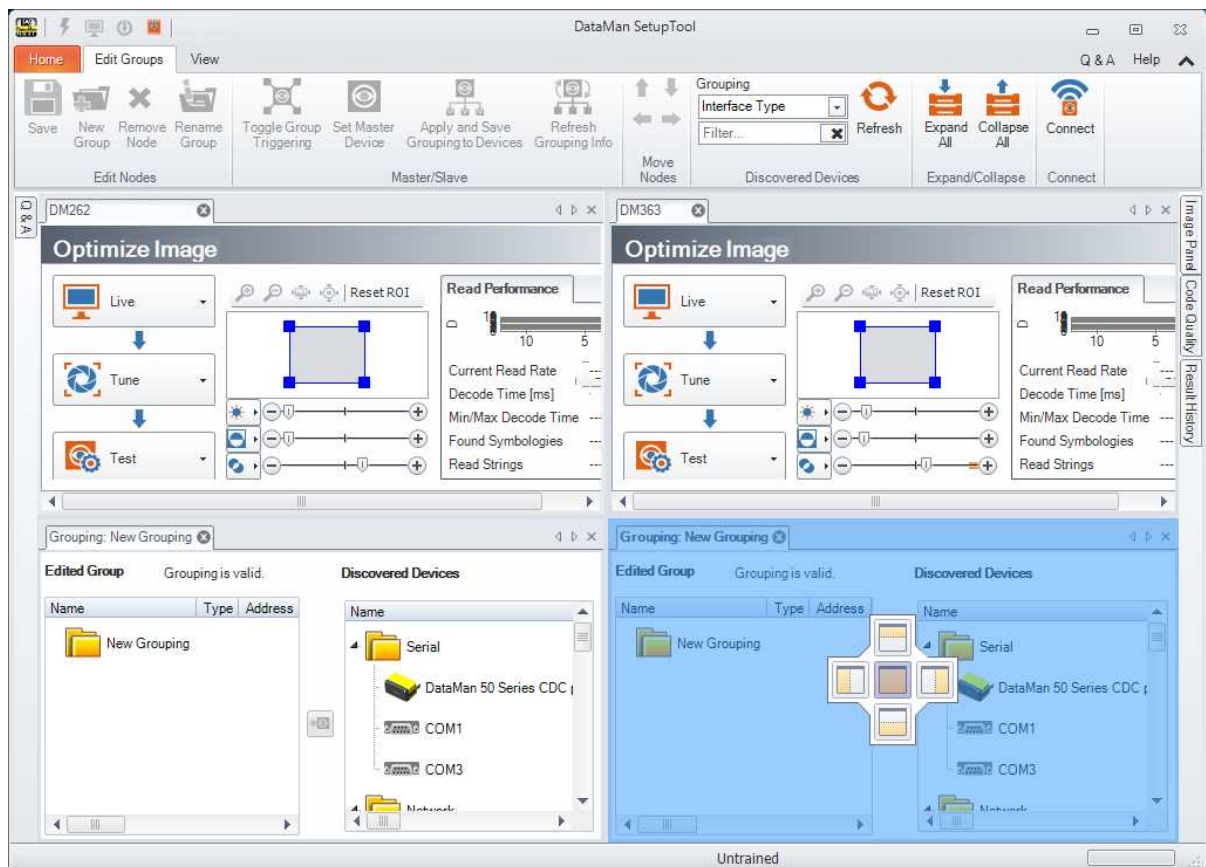 DataMan SetupTool
Home Edit Groups View Q & A Help
Save
New Group
Remove Node
Rename Group
Toggle Group Triggering
Set Master Device
Apply and Save Grouping to Devices
Refresh Grouping Info
Move Nodes
Grouping
Interface Type
Filter...
Refresh
Expand All
Collapse All
Connect
Edit Nodes Master/Slave Discovered Devices Expand/Collapse Connect
Q & A
DM262
Optimize Image
Live
Tune
Test
Reset ROI
Read Performance
10 5
Current Read Rate
Decode Time [ms]
Min/Max Decode Time ---
Found Symbologies ---
Read Strings ---
DM363
Optimize Image
Live
Tune
Test
Reset ROI
Read Performance
10 5
Current Read Rate
Decode Time [ms]
Min/Max Decode Time ---
Found Symbologies ---
Read Strings ---
Image Panel
Code Quality
Result History
Grouping: New Grouping
Edited Group Grouping is valid. Discovered Devices
Name Type Address
New Grouping
Name
Serial
DataMan 50 Series CDC
COM1
COM3
Network
Grouping: New Grouping
Edited Group Grouping is valid. Discovered Devices
Name Type Address
New Grouping
Name
Serial
DataMan 50 Series CDC
COM1
COM3
Network
Untrained